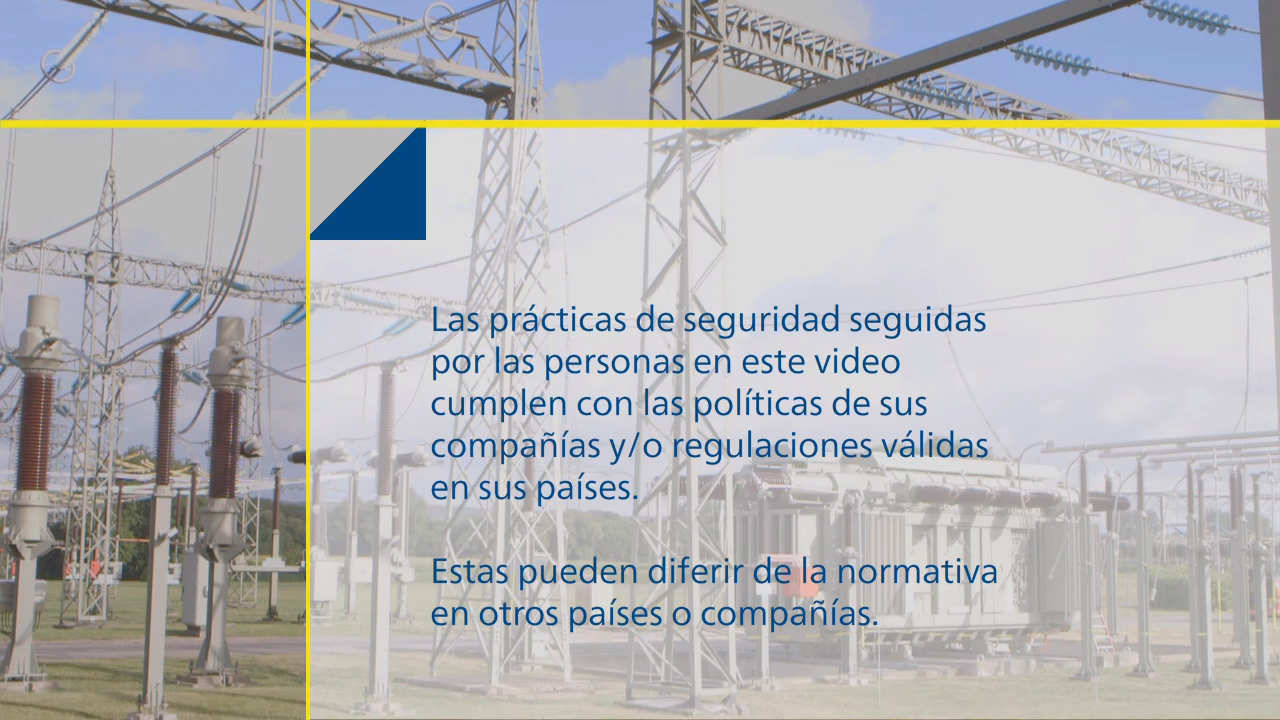 Las prácticas de seguridad seguidas
por las personas en este video
cumplen con las políticas de sus
compañías y/o regulaciones válidas
en sus países.
Estas pueden diferir de la normativa
en otros países o compañías.